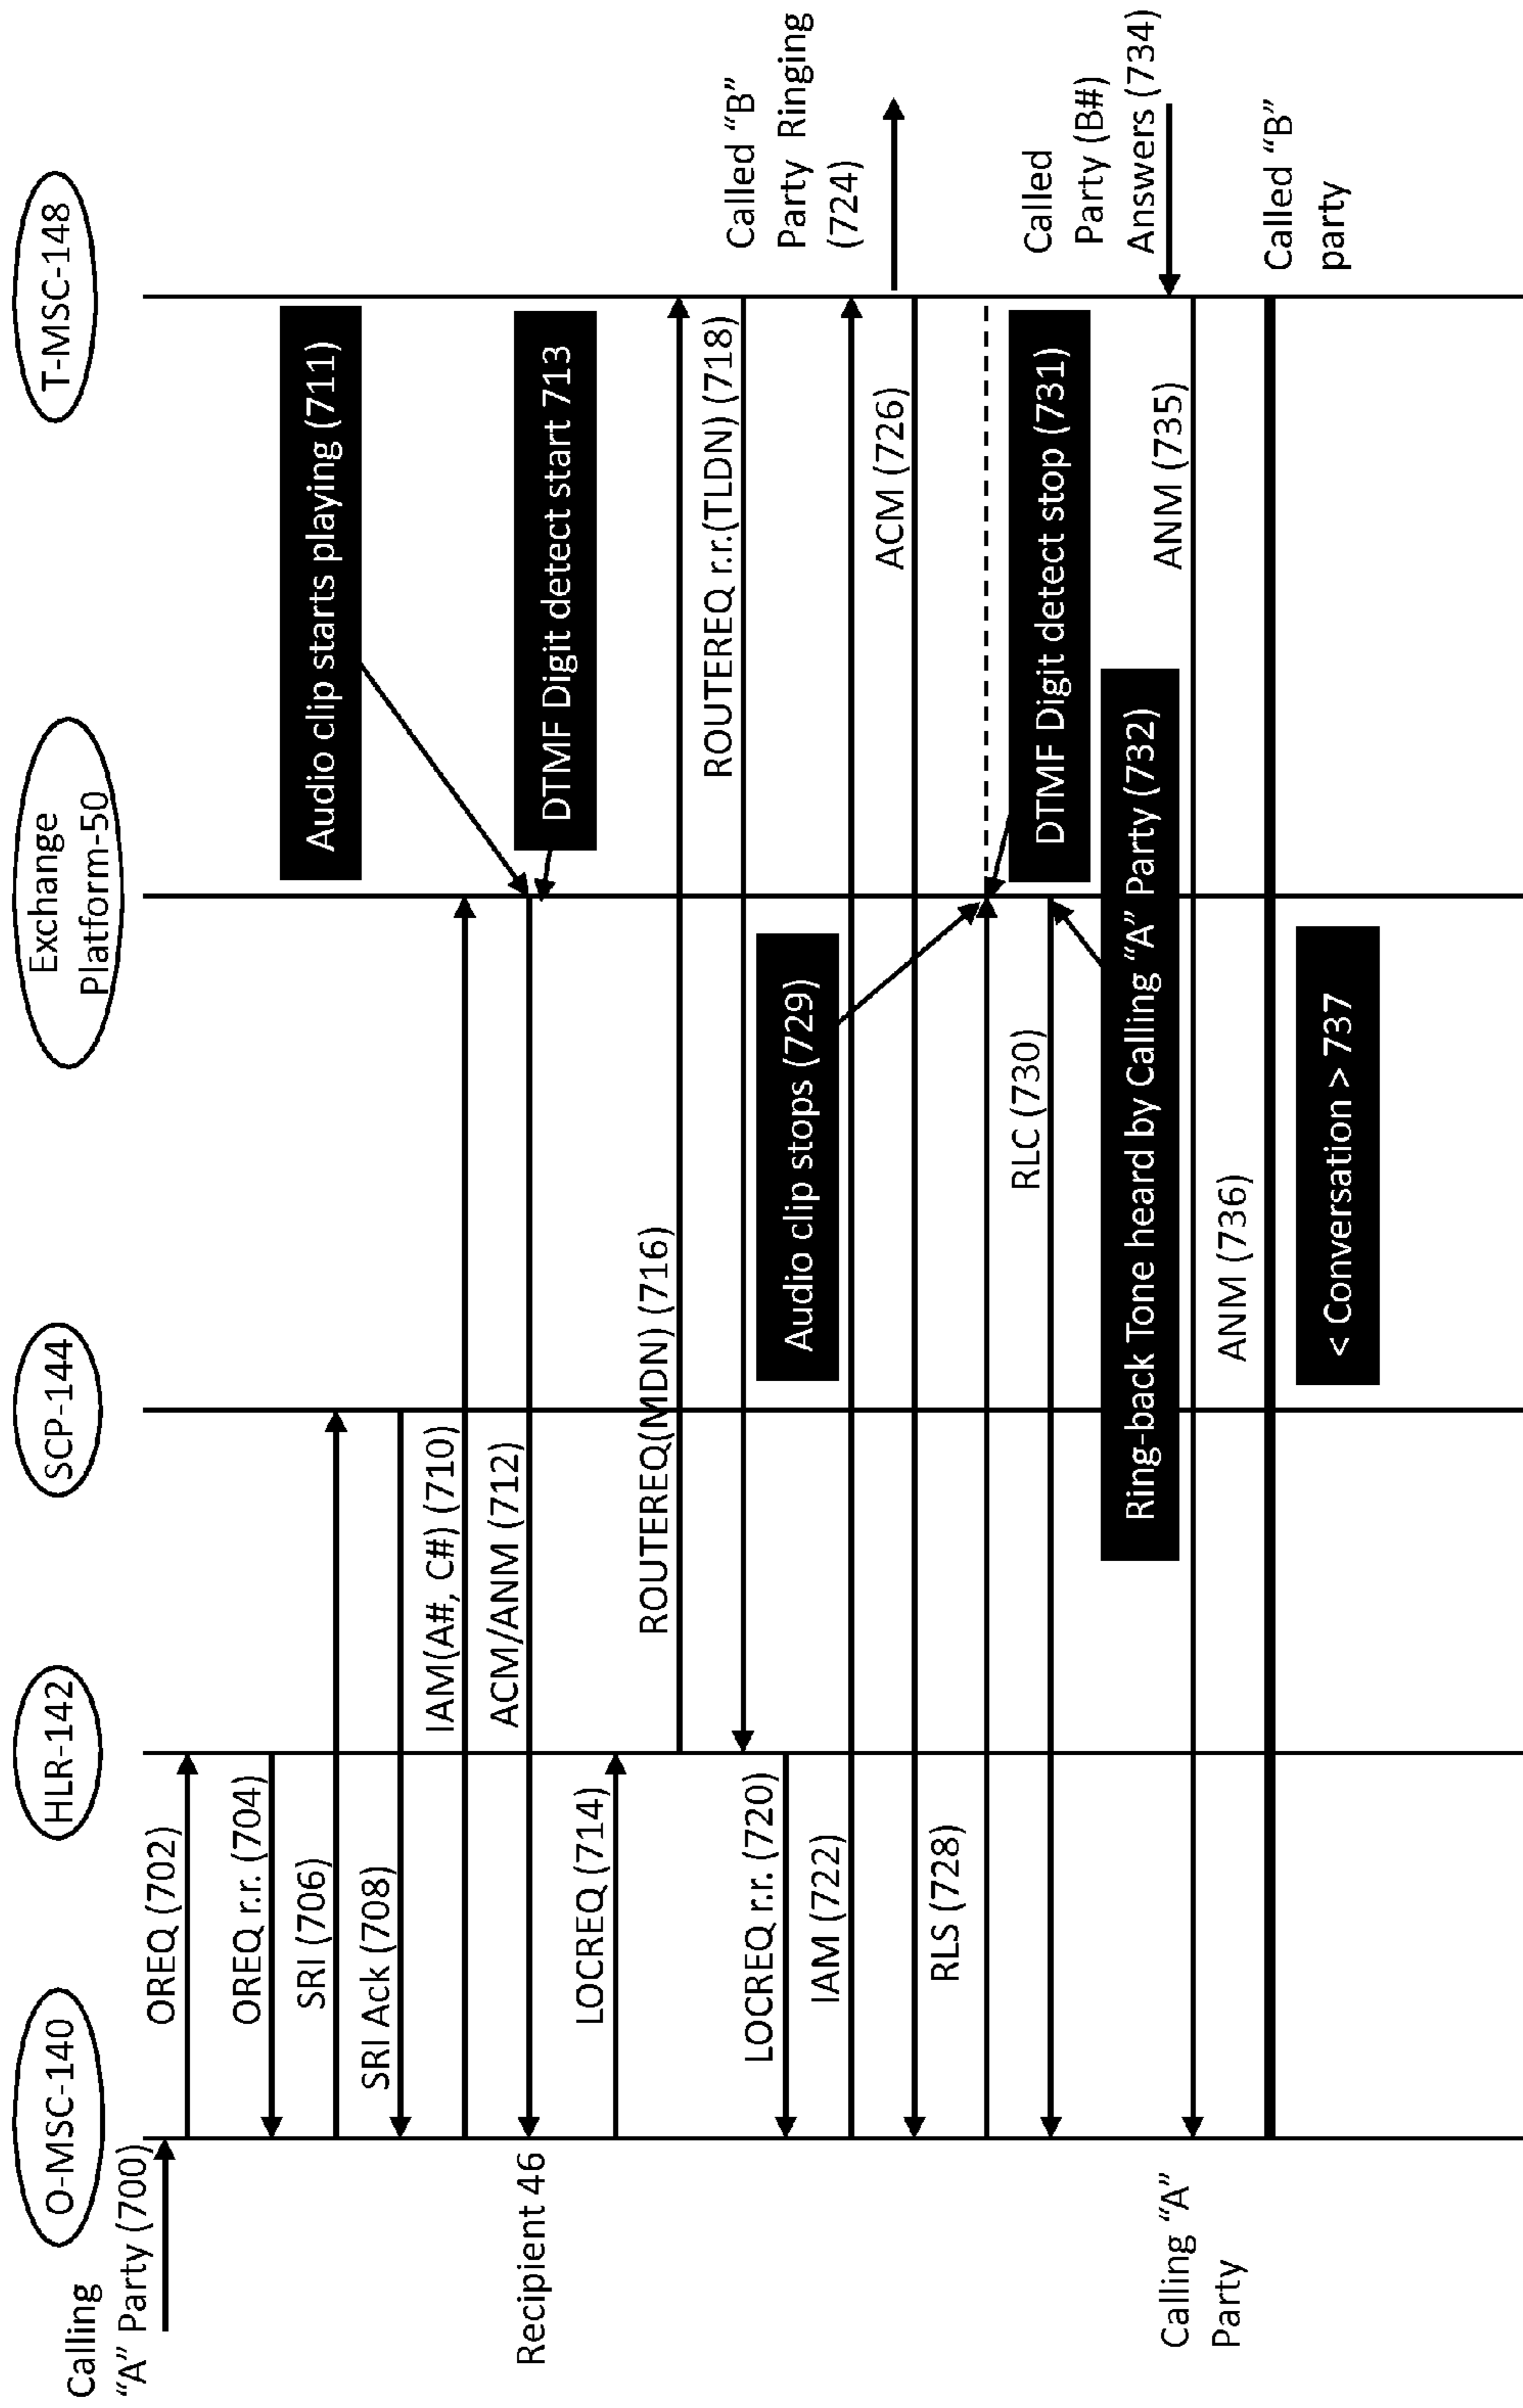 O-MSC-140
HLR-142
SCP-144
Exchange
Platform-50
T-MSC-148
Calling
“A” Party (700)
OREQ (702)
OREQ r.r. (704)
SRI (706)
Audio clip starts playing (711)
SRI Ack (708)
IAM(A#, C#) (710)
ACM/ANM (712)
Recipient 46
DTMF Digit detect start 713
LOCREQ (714)
ROUTEREQ(MDN) (716)
ROUTEREQ r.r.(TLDN) (718)
Called “B”
Party Ringing
(724)
LOCREQ r.r. (720)
Audio clip stops (729)
IAM (722)
ACM (726)
RLS (728)
RLC (730)
DTMF Digit detect stop (731)
Called
Party (B#)
Answers (734)
Ring-back Tone heard by Calling “A” Party (732)
ANM (735)
Calling “A”
Party
ANM (736)
Called “B”
party
< Conversation > 737